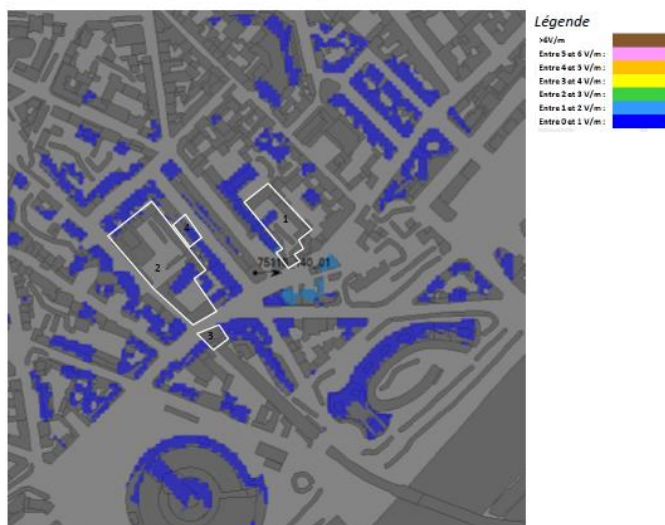 Légende
>6V/m
Entre 5 et 6 V/m :
Entre 4 et 5 V/m :
Entre 3 et 4 V/m :
Entre 2 et 3 V/m :
Entre 1 et 2 V/m :
Entre 0 et 1 V/m :
1
4
2
3